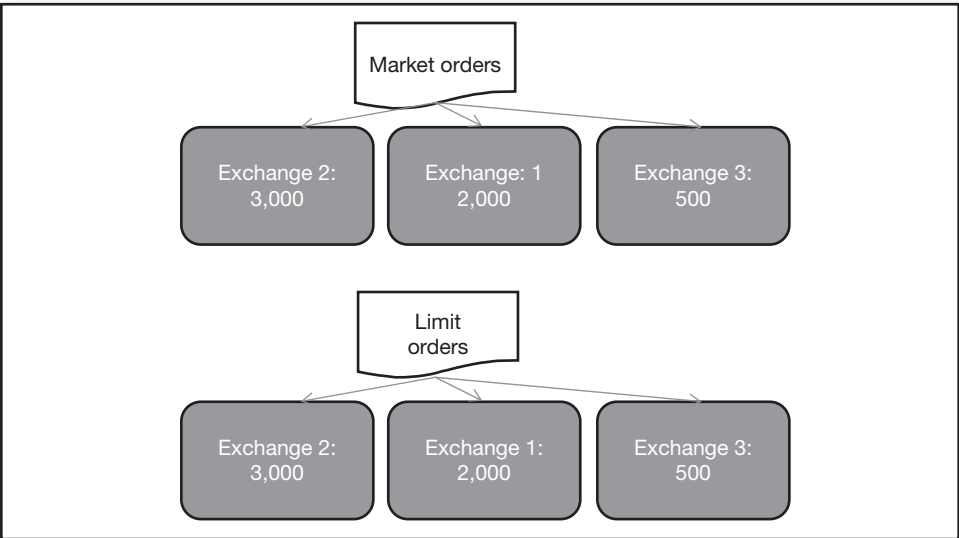 Market orders
Exchange 2:
3,000
Exchange: 1
2,000
Exchange 3:
500
Limit
orders
Exchange 2:
3,000
Exchange 1:
2,000
Exchange 3:
500